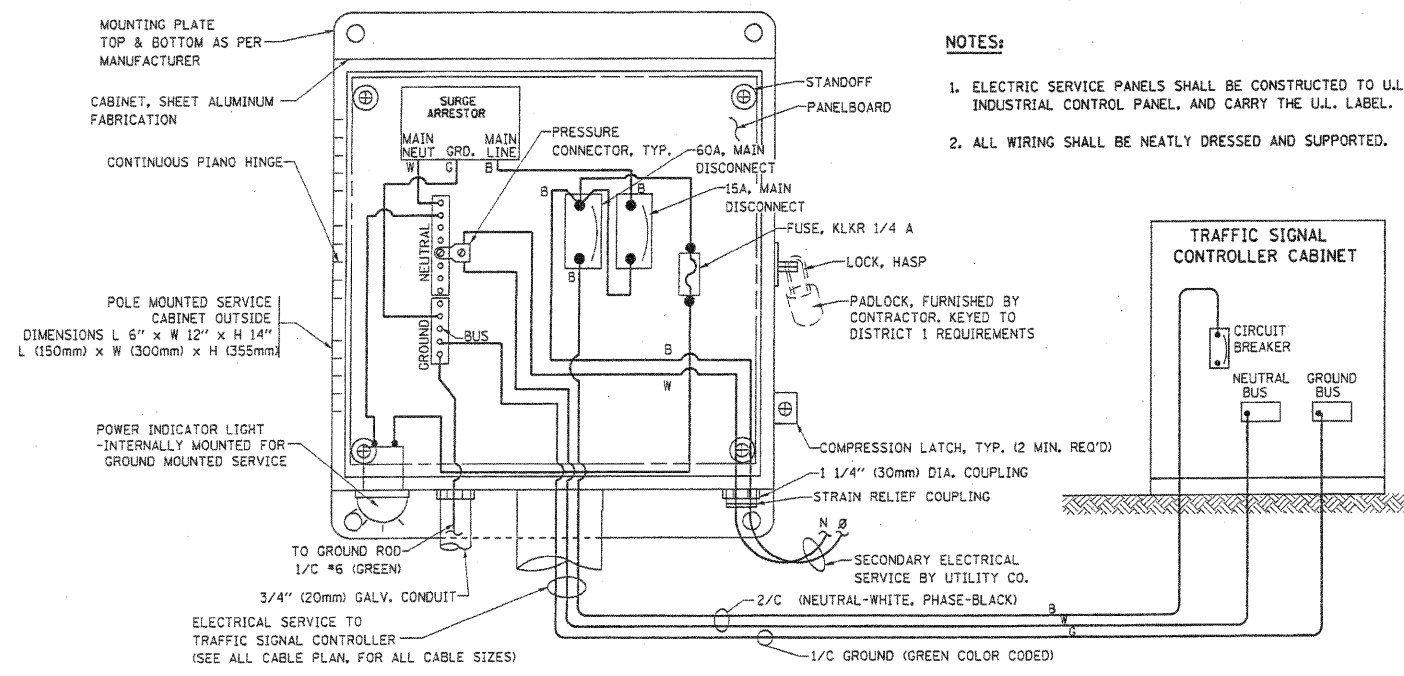 MOUNTING PLATE
TOP & BOTTOM AS PER
MANUFACTURER
CABINET, SHEET ALUMINUM
FABRICATION
CONTINUOUS PIANO HINGE
POLE MOUNTED SERVICE
CABINET OUTSIDE
DIMENSIONS L 6" x W 12" x H 14"
L (150mm) x W (300mm) x H (355mm)
POWER INDICATOR LIGHT
-INTERNALLY MOUNTED FOR
GROUND MOUNTED SERVICE
TO GROUND ROD
1/C #6 (GREEN)
3/4" (20mm) GALV. CONDUIT
ELECTRICAL SERVICE TO
TRAFFIC SIGNAL CONTROLLER
(SEE ALL CABLE PLAN, FOR ALL CABLE SIZES)
SURGE
ARRESTOR
MAIN
NEUT
GRD.
MAIN
LINE
W
G
B
PRESSURE
CONNECTOR, TYP.
60A, MAIN
DISCONNECT
15A, MAIN
DISCONNECT
B
B
B
NEUTRAL
GROUND
BUS
B
W
STANDOFF
PANELBOARD
FUSE, KLKR 1/4 A
LOCK, HASP
PADLOCK, FURNISHED BY
CONTRACTOR. KEYED TO
DISTRICT 1 REQUIREMENTS
COMPRESSION LATCH, TYP. (2 MIN. REQ'D)
1 1/4" (30mm) DIA. COUPLING
STRAIN RELIEF COUPLING
N Ø
SECONDARY ELECTRICAL
SERVICE BY UTILITY CO.
2/C (NEUTRAL-WHITE, PHASE-BLACK)
B
W
G
1/C GROUND (GREEN COLOR CODED)
NOTES:
1. ELECTRIC SERVICE PANELS SHALL BE CONSTRUCTED TO U.L
INDUSTRIAL CONTROL PANEL, AND CARRY THE U.L. LABEL.
2. ALL WIRING SHALL BE NEATLY DRESSED AND SUPPORTED.
TRAFFIC SIGNAL
CONTROLLER CABINET
CIRCUIT
BREAKER
NEUTRAL
BUS
GROUND
BUS